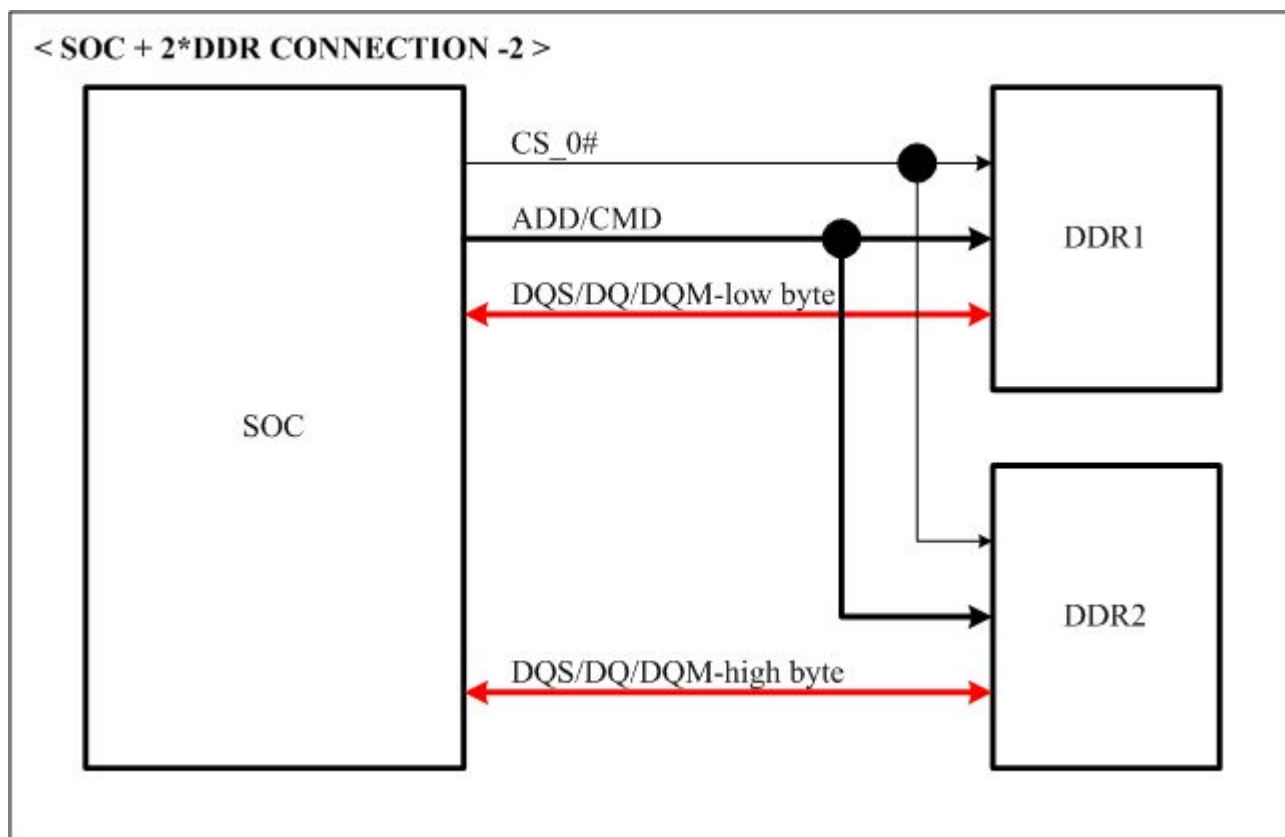 < SOC + 2*DDR CONNECTION -2 >
CS_0#
ADD/CMD
DDR1
DQS/DQ/DQM-low byte
SOC
DDR2
DQS/DQ/DQM-high byte